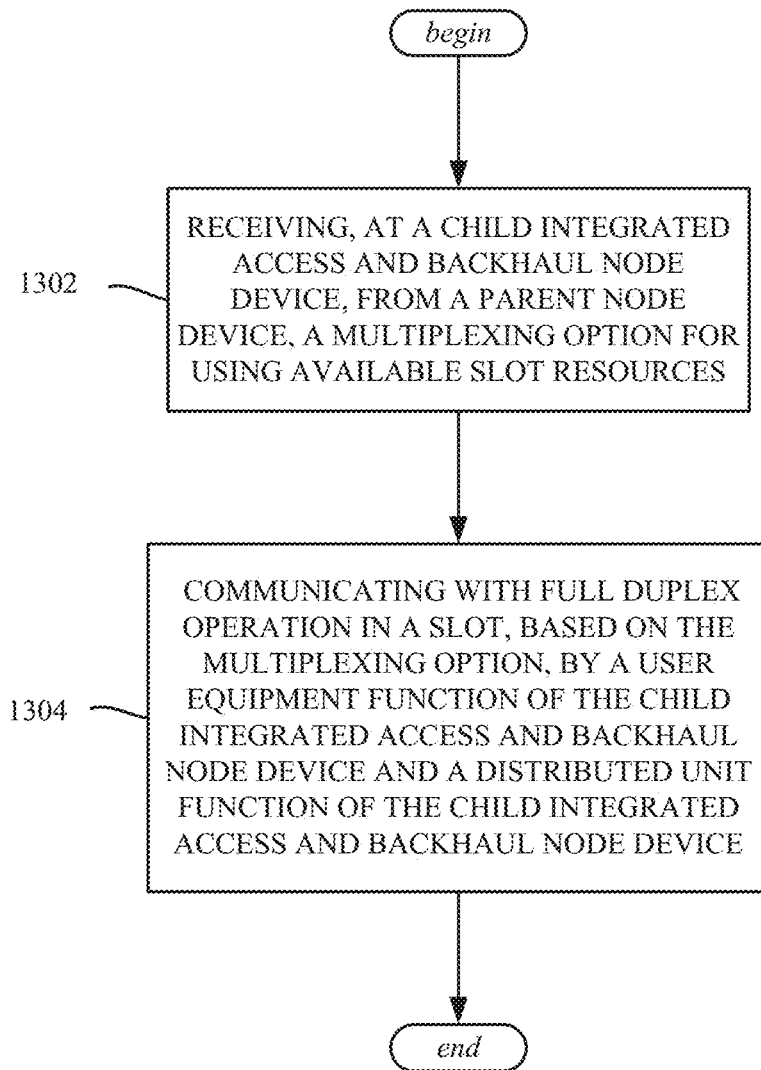 begin
1302
RECEIVING, AT A CHILD INTEGRATED
ACCESS AND BACKHAUL NODE
DEVICE, FROM A PARENT NODE
DEVICE, A MULTIPLEXING OPTION FOR
USING AVAILABLE SLOT RESOURCES
1304
COMMUNICATING WITH FULL DUPLEX
OPERATION IN A SLOT, BASED ON THE
MULTIPLEXING OPTION, BY A USER
EQUIPMENT FUNCTION OF THE CHILD
INTEGRATED ACCESS AND BACKHAUL
NODE DEVICE AND A DISTRIBUTED UNIT
FUNCTION OF THE CHILD INTEGRATED
ACCESS AND BACKHAUL NODE DEVICE
end